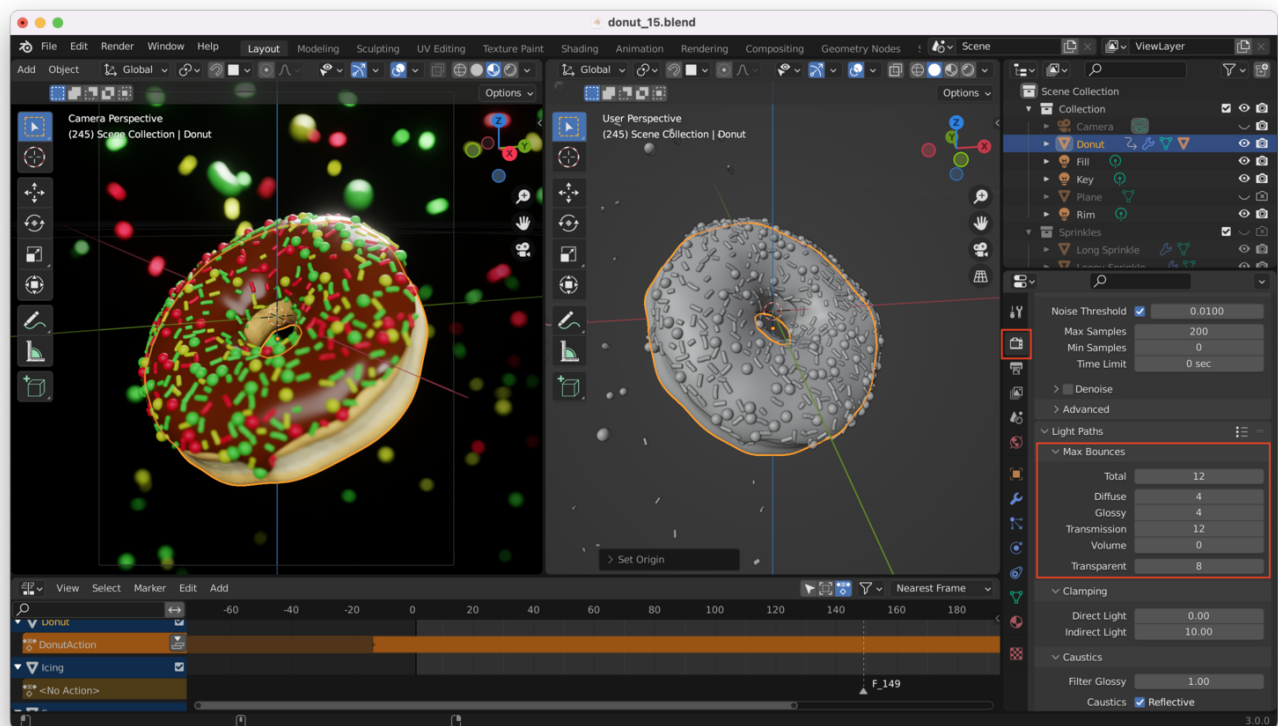 donut_15.blend
File Edit Render Window Help Layout Modeling Sculpting UV Editing Texture Paint Shading Animation Rendering Compositing Geometry Nodes Scene ViewLayer
Add Object Global Global
Options Options
Camera Perspective
(245) Scene Collection | Donut
Z
Y
X
User Perspective
(245) Scene Collection | Donut
Z
Y
X
> Set Origin
Scene Collection
Collection
Camera
Donut
Fill
Key
Plane
Rim
Sprinkles
Long Sprinkle
Noise Threshold 0.0100
Max Samples 200
Min Samples 0
Time Limit 0 sec
Denoise
Advanced
Light Paths
Max Bounces
Total 12
Diffuse 4
Glossy 4
Transmission 12
Volume 0
Transparent 8
Clamping
Direct Light 0.00
Indirect Light 10.00
Caustics
Filter Glossy 1.00
Caustics Reflective
View Select Marker Edit Add Nearest Frame
-60 -40 -20 0 20 40 60 80 100 120 140 160 180
Donut
DonutAction
Icing
<No Action>
F_149
3.0.0